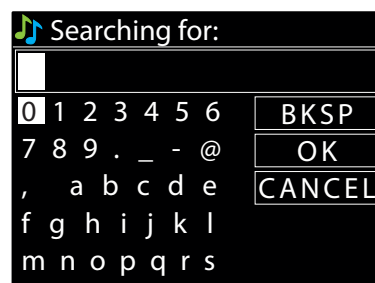 Searching for:
0 1 2 3 4 5 6 BKSP
7 8 9 . _ - @ OK
, a b c d e CANCEL
f g h i j k l
m n o p q r s